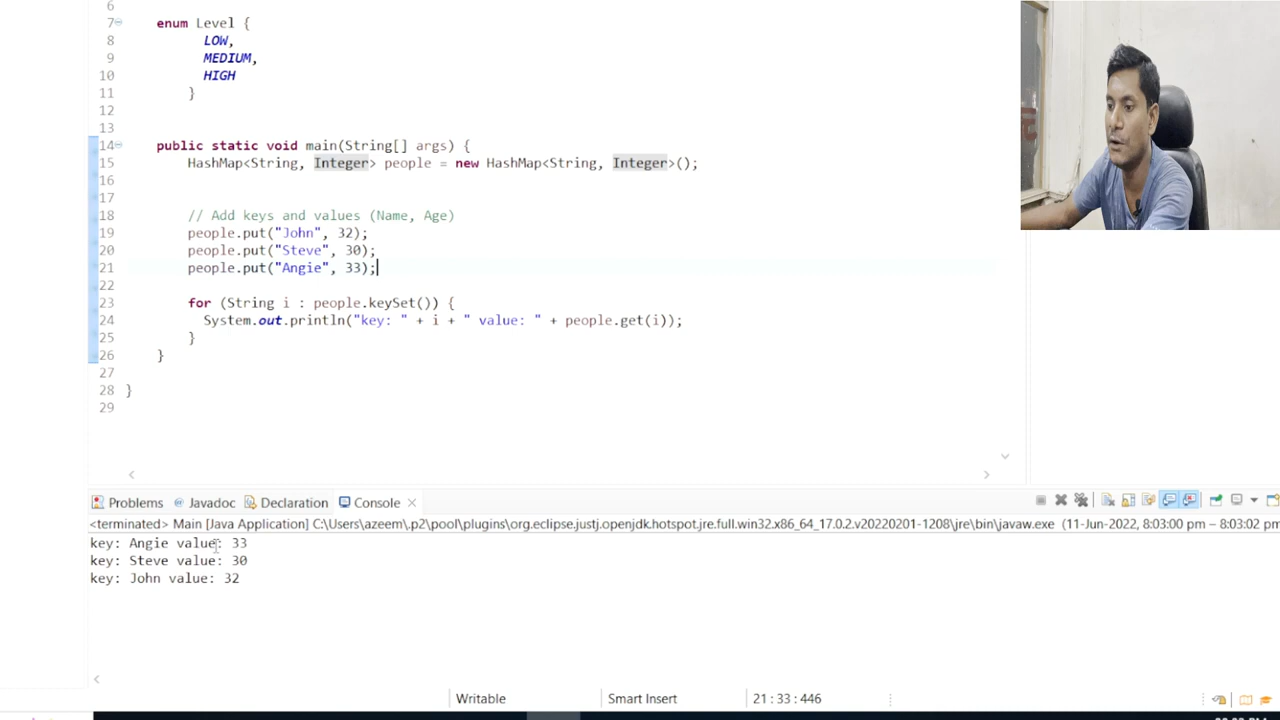 6
7 enum Level {
8 LOW,
9 MEDIUM,
10 HIGH
11 }
12
13
14 public static void main(String[] args) {
15 HashMap<String, Integer> people = new HashMap<String, Integer>();
16
17
18 // Add keys and values (Name, Age)
19 people.put("John", 32);
20 people.put("Steve", 30);
21 people.put("Angie", 33);
22
23 for (String i : people.keySet()) {
24 System.out.println("key: " + i + " value: " + people.get(i));
25 }
26 }
27
28 }
29
Problems Javadoc Declaration Console
<terminated> Main [Java Application] C:\Users\azeem\.p2\pool\plugins\org.eclipse.justj.openjdk.hotspot.jre.full.win32.x86_64_17.0.2.v20220201-1208\jre\bin\javaw.exe (11-Jun-2022, 8:03:00 pm – 8:03:02 pm)
key: Angie value: 33
key: Steve value: 30
key: John value: 32
Writable Smart Insert 21 : 33 : 446